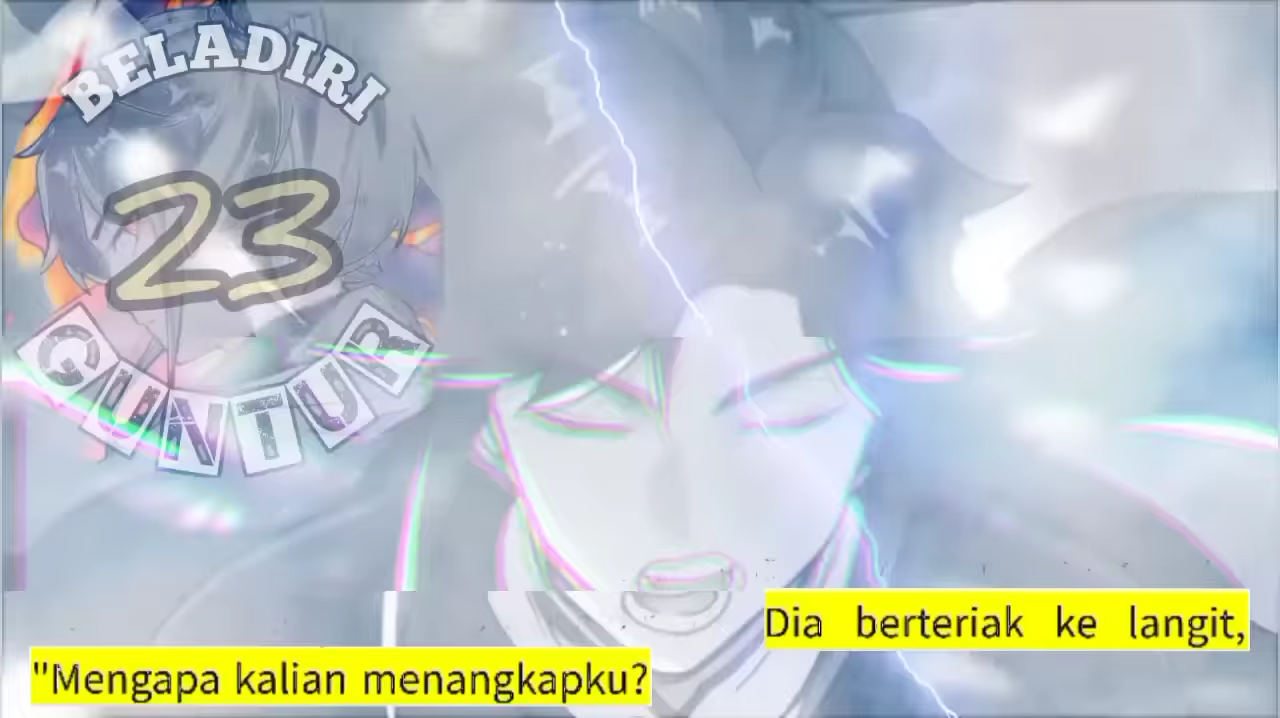 BELADIRI
23
GUNTUR
Dia berteriak ke langit,
"Mengapa kalian menangkapku?